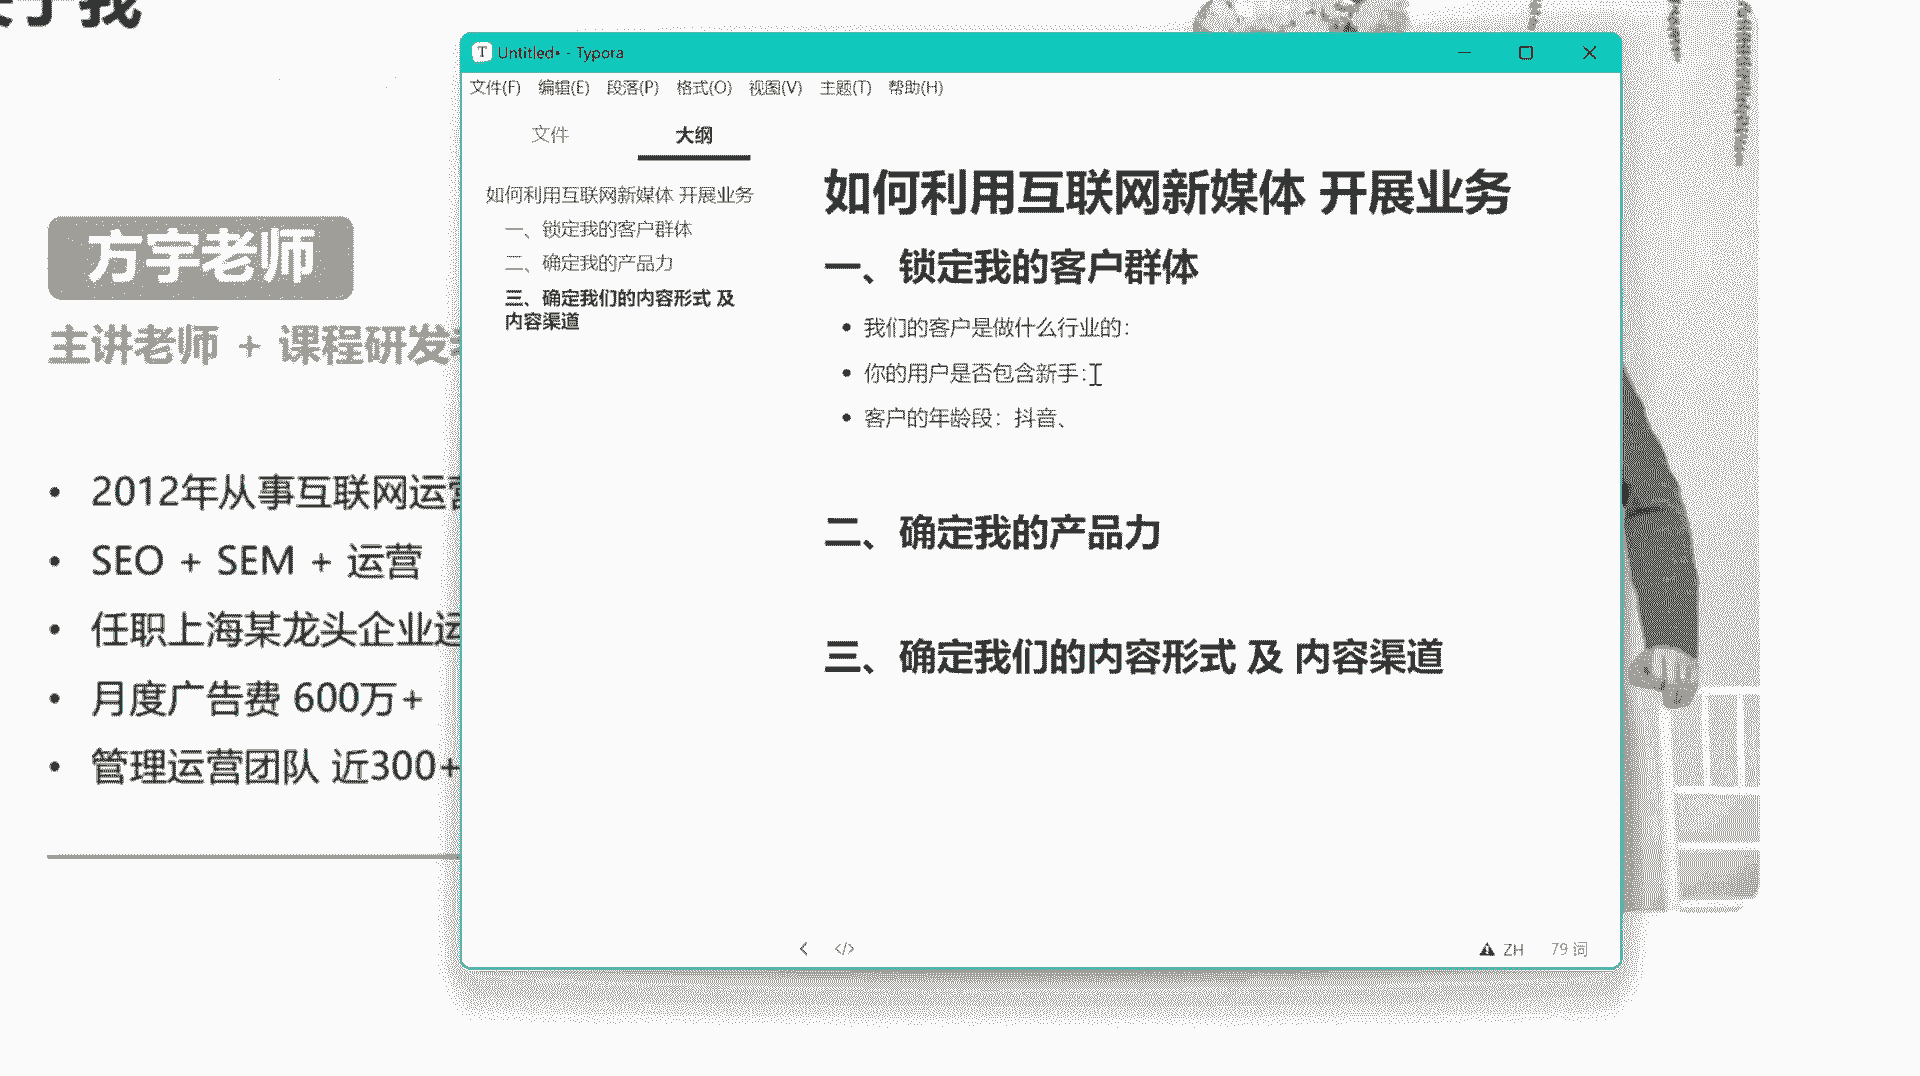 于我
方宇老师
主讲老师 + 课程研发
2012年从事互联网运营
SEO + SEM + 运营
任职上海某龙头企业运
月度广告费 600万+
管理运营团队 近300+
Untitled• - Typora
文件(F) 编辑(E) 段落(P) 格式(O) 视图(V) 主题(T) 帮助(H)
文件 大纲
如何利用互联网新媒体 开展业务
一、锁定我的客户群体
二、确定我的产品力
三、确定我们的内容形式 及
内容渠道
如何利用互联网新媒体 开展业务
一、锁定我的客户群体
我们的客户是做什么行业的：
你的用户是否包含新手：
客户的年龄段：抖音、
二、确定我的产品力
三、确定我们的内容形式 及 内容渠道
ZH 79 词